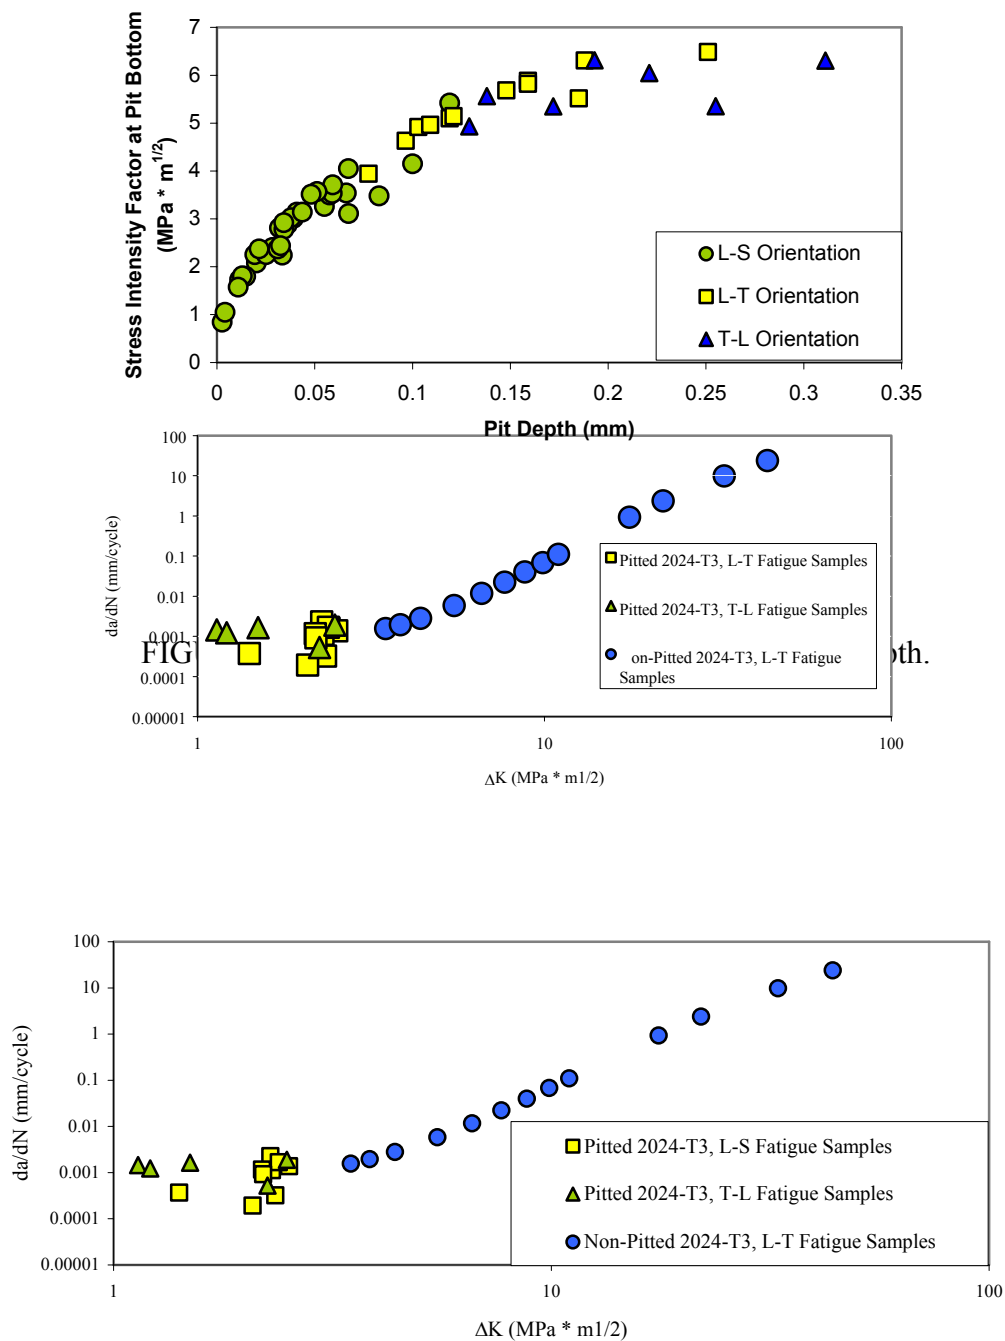 7
6
5
4
3
2
1
0
Stress Intensity Factor at Pit Bottom
(MPa * m1/2)
L-S Orientation
L-T Orientation
T-L Orientation
0 0.05 0.1 0.15 0.2 0.25 0.3 0.35
Pit Depth (mm)
100
10
1
0.1
0.01
0.001
0.0001
0.00001
da/dN (mm/cycle)
Pitted 2024-T3, L-T Fatigue Samples
Pitted 2024-T3, T-L Fatigue Samples
on-Pitted 2024-T3, L-T Fatigue
Samples
FIG
oth.
1 10 100
ΔK (MPa * m1/2)
100
10
1
0.1
0.01
0.001
0.0001
0.00001
da/dN (mm/cycle)
Pitted 2024-T3, L-S Fatigue Samples
Pitted 2024-T3, T-L Fatigue Samples
Non-Pitted 2024-T3, L-T Fatigue Samples
1 10 100
ΔK (MPa * m1/2)